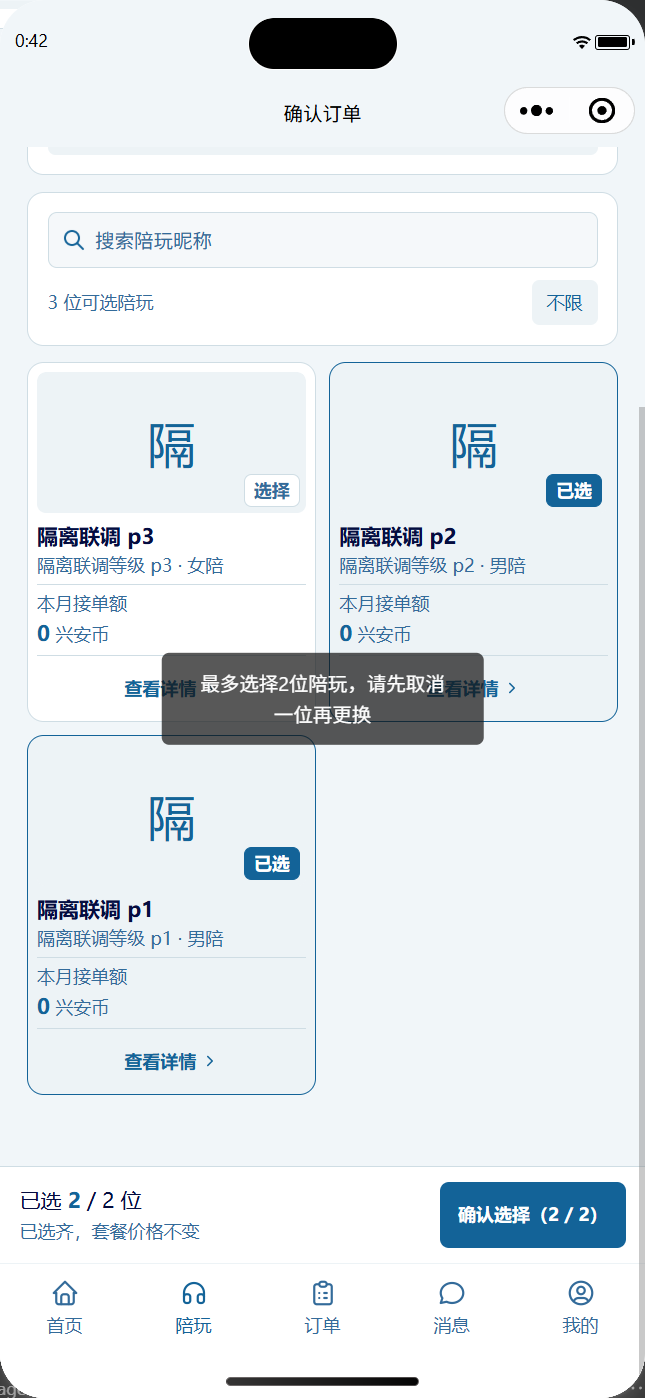 0:42
确认订单
搜索陪玩昵称
3 位可选陪玩
不限
隔
选择
隔离联调 p3
隔离联调等级 p3 · 女陪
本月接单额
0 兴安币
查看详情
隔
已选
隔离联调 p2
隔离联调等级 p2 · 男陪
本月接单额
0 兴安币
查看详情
最多选择2位陪玩，请先取消
一位再更换
隔
已选
隔离联调 p1
隔离联调等级 p1 · 男陪
本月接单额
0 兴安币
查看详情
已选 2 / 2 位
已选齐，套餐价格不变
确认选择（2 / 2）
首页
陪玩
订单
消息
我的